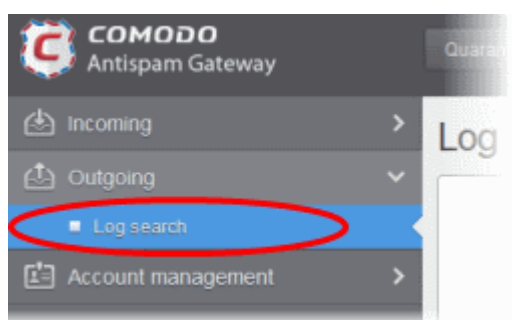 COMODO
Antispam Gateway
Incoming
Log
Outgoing
Log search
Account management